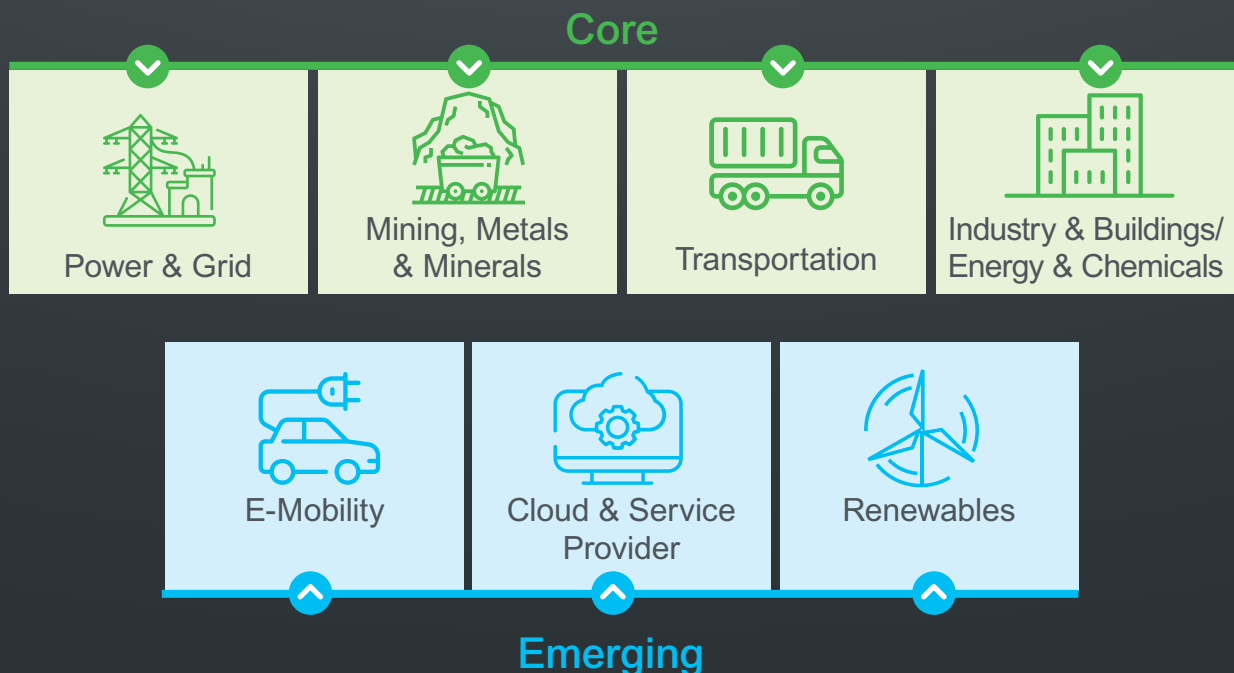 Core
Power & Grid
Mining, Metals
& Minerals
Transportation
Industry & Buildings/
Energy & Chemicals
E-Mobility
Cloud & Service
Provider
Renewables
Emerging